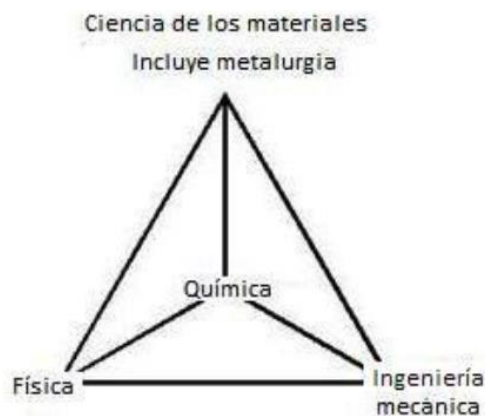 Ciencia de los materiales
Incluye metalurgia
Química
Física
Ingeniería
mecánica